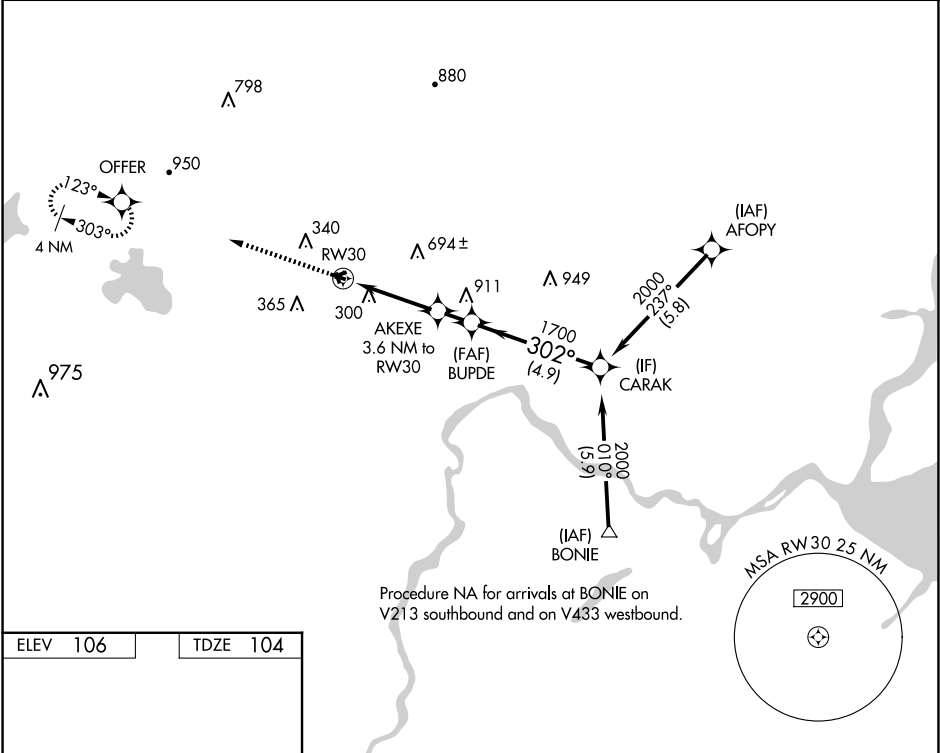 798
880
OFFER
950
123°
303°
4 NM
340
RW30
694±
(IAF)
AFOPY
365
300
911
949
2000
237°
(5.8)
AKEXE
3.6 NM to
RW30
(FAF)
BUPDE
1700
302°
(4.9)
(IF)
CARAK
975
2000
010°
(5.9)
(IAF)
BONIE
MSA RW30 25 NM
2900
Procedure NA for arrivals at BONIE on
V213 southbound and on V433 westbound.
ELEV 106
TDZE 104